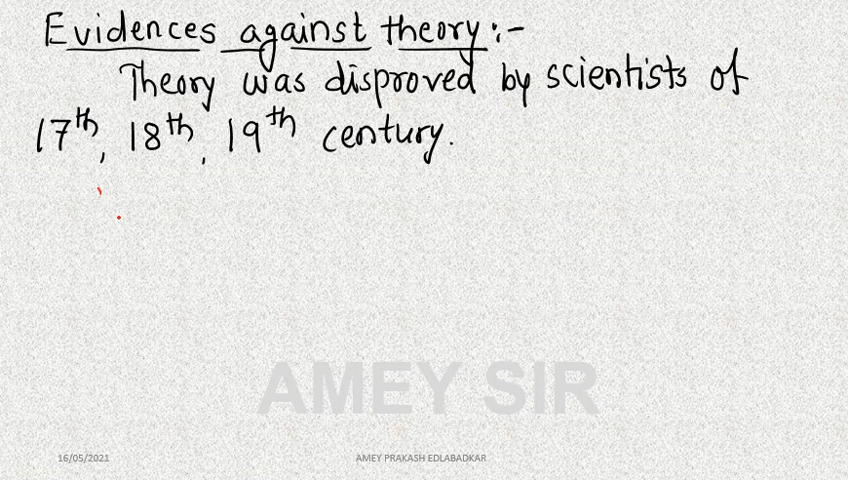 Evidences against theory :-
Theory was disproved by scientists of
17th, 18th, 19th century.
AMEY SIR
16/05/2021
AMEY PRAKASH EDLABADKAR